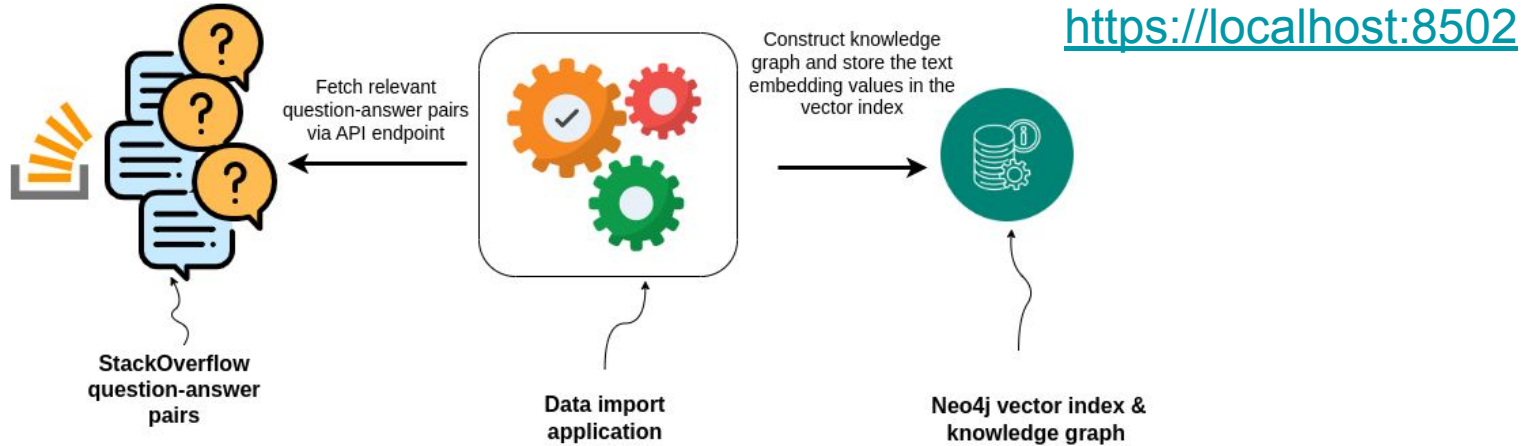 https://localhost:8502
Fetch relevant
question-answer pairs
via API endpoint
Construct knowledge
graph and store the text
embedding values in the
vector index
StackOverflow
question-answer
pairs
Data import
application
Neo4j vector index &
knowledge graph